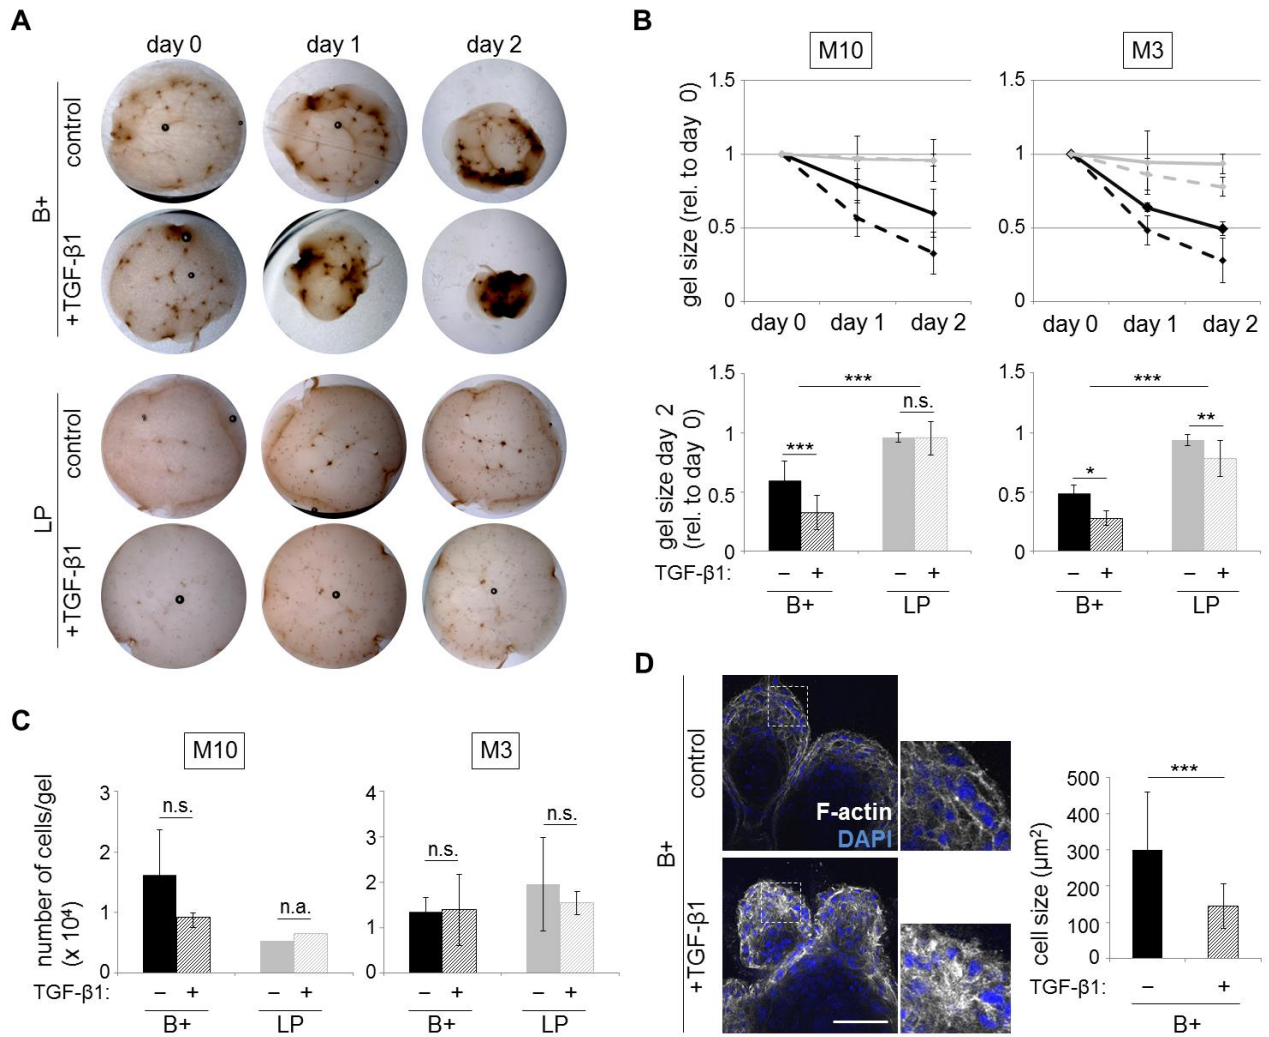 A
day 0 day 1 day 2
B+
control
+TGF-β1
LP
control
+TGF-β1
B
M10 M3
gel size (rel. to day 0)
1.5
1
0.5
0
day 0 day 1 day 2
1.5
1
0.5
0
day 0 day 1 day 2
gel size day 2
(rel. to day 0)
1.5
1
0.5
0
***
***
n.s.
TGF-β1: – + – +
B+ LP
1.5
1
0.5
0
***
*
**
– + – +
B+ LP
C
M10 M3
number of cells/gel
(x 10⁴)
3
2
1
0
n.s.
n.a.
TGF-β1: – + – +
B+ LP
4
3
2
1
0
n.s.
n.s.
– + – +
B+ LP
D
B+
control
+TGF-β1
F-actin
DAPI
cell size (µm²)
500
400
300
200
100
0
***
TGF-β1: – +
B+